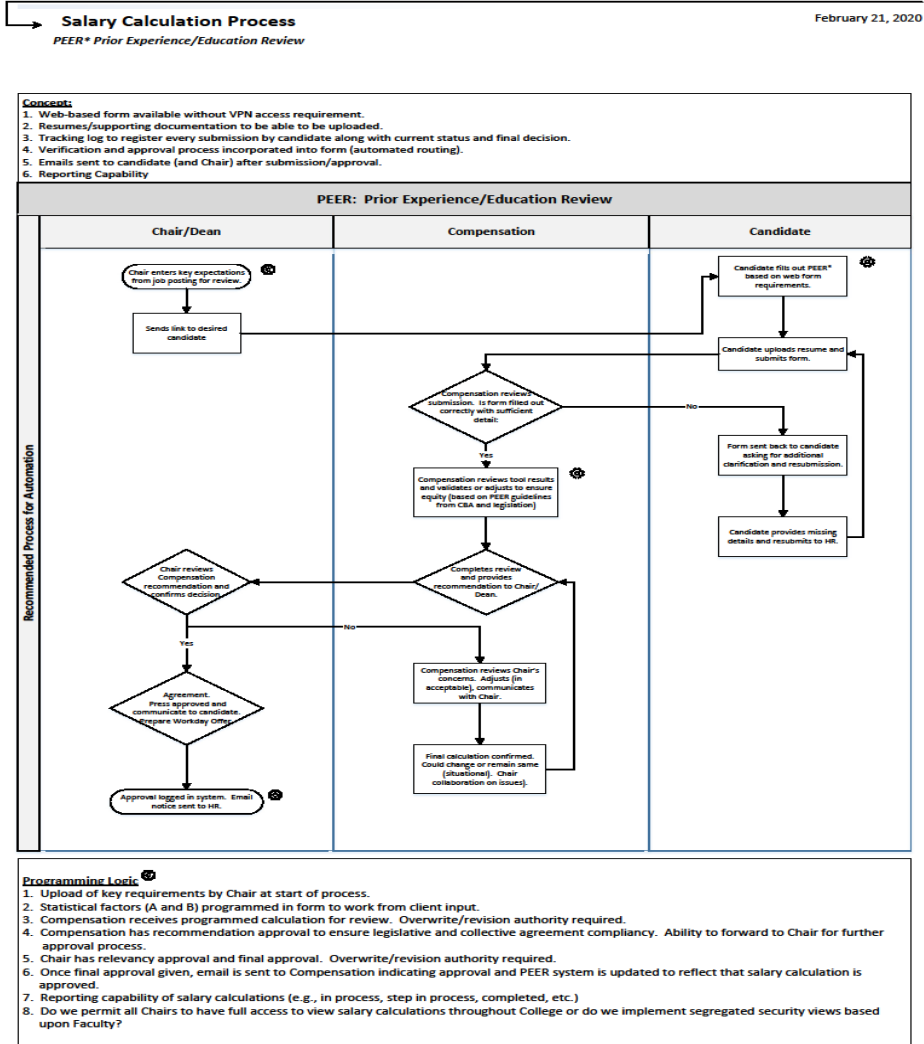 Salary Calculation Process
February 21, 2020
PEER* Prior Experience/Education Review
Concept:
1. Web-based form available without VPN access requirement.
2. Resumes/supporting documentation to be able to be uploaded.
3. Tracking log to register every submission by candidate along with current status and final decision.
4. Verification and approval process incorporated into form (automated routing).
5. Emails sent to candidate (and Chair) after submission/approval.
6. Reporting Capability
PEER: Prior Experience/Education Review
Chair/Dean
Compensation
Candidate
Recommended Process for Automation
Chair enters key expectations
from job posting for review.
Sends link to desired
candidate
Candidate fills out PEER*
based on web form
requirements.
Candidate uploads resume and
submits form.
Compensation reviews
submission. Is form filled out
correctly with sufficient
detail:
No
Yes
Form sent back to candidate
asking for additional
clarification and resubmission.
Candidate provides missing
details and resubmits to HR.
Compensation reviews tool results
and validates or adjusts to ensure
equity (based on PEER guidelines
from CBA and legislation)
Completes review
and provides
recommendation to Chair/
Dean.
Chair reviews
Compensation
recommendation and
confirms decision.
No
Yes
Compensation reviews Chair's
concerns. Adjusts (in
acceptable), communicates
with Chair.
Final calculation confirmed.
Could change or remain same
(situational). Chair
collaboration on issues).
Agreement.
Press approved and
communicate to candidate.
Prepare Workday Offer.
Approval logged in system. Email
notice sent to HR.
Programming Logic
1. Upload of key requirements by Chair at start of process.
2. Statistical factors (A and B) programmed in form to work from client input.
3. Compensation receives programmed calculation for review. Overwrite/revision authority required.
4. Compensation has recommendation approval to ensure legislative and collective agreement compliancy. Ability to forward to Chair for further
approval process.
5. Chair has relevancy approval and final approval. Overwrite/revision authority required.
6. Once final approval given, email is sent to Compensation indicating approval and PEER system is updated to reflect that salary calculation is
approved.
7. Reporting capability of salary calculations (e.g., in process, step in process, completed, etc.)
8. Do we permit all Chairs to have full access to view salary calculations throughout College or do we implement segregated security views based
upon Faculty?